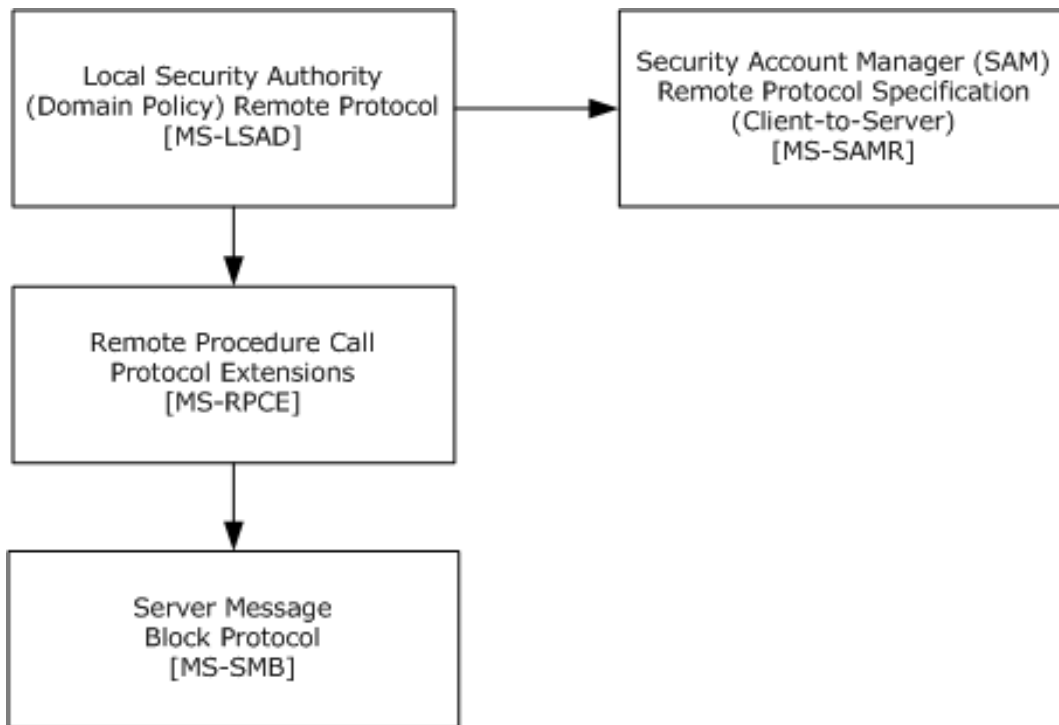 Local Security Authority
(Domain Policy) Remote Protocol
[MS-LSAD]
Security Account Manager (SAM)
Remote Protocol Specification
(Client-to-Server)
[MS-SAMR]
Remote Procedure Call
Protocol Extensions
[MS-RPCE]
Server Message
Block Protocol
[MS-SMB]